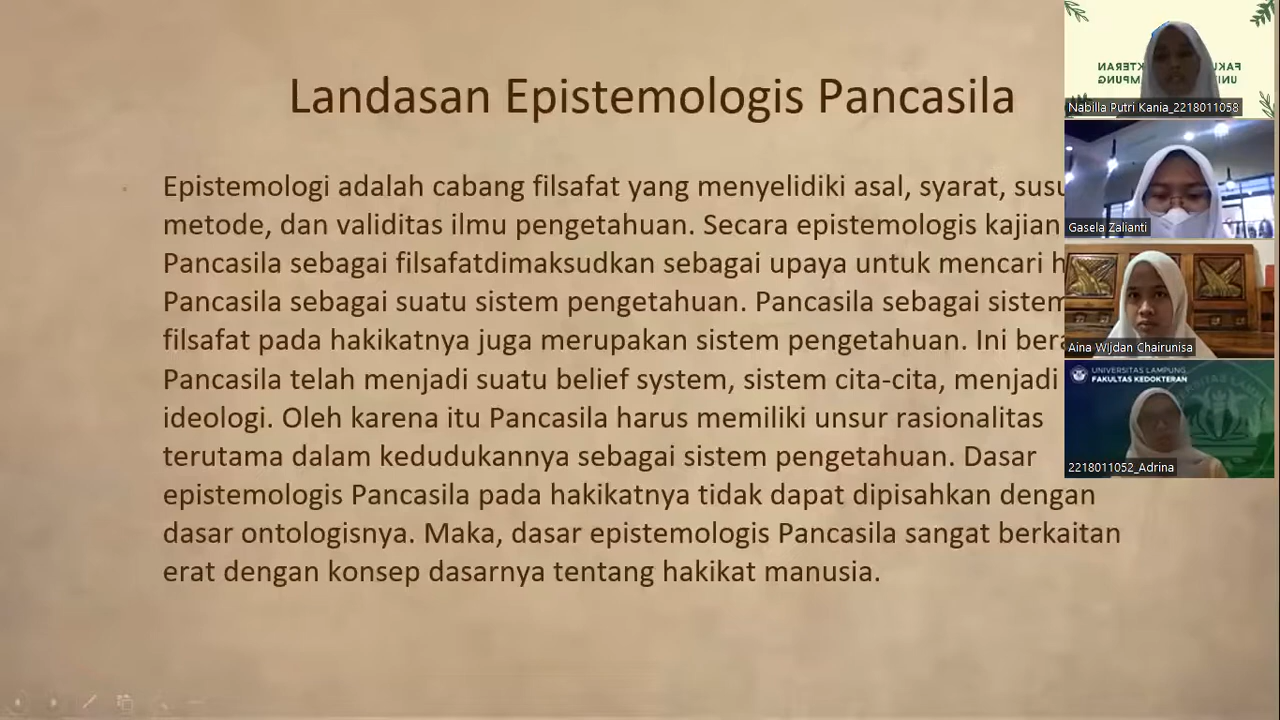 Landasan Epistemologis Pancasila
Epistemologi adalah cabang filsafat yang menyelidiki asal, syarat,
metode, dan validitas ilmu pengetahuan. Secara epistemologis kajian
Pancasila sebagai filsafatdimaksudkan sebagai upaya untuk mencari
Pancasila sebagai suatu sistem pengetahuan. Pancasila sebagai sistem
filsafat pada hakikatnya juga merupakan sistem pengetahuan. Ini
Pancasila telah menjadi suatu belief system, sistem cita-cita, menjadi
ideologi. Oleh karena itu Pancasila harus memiliki unsur rasionalitas
terutama dalam kedudukannya sebagai sistem pengetahuan. Dasar
epistemologis Pancasila pada hakikatnya tidak dapat dipisahkan dengan
dasar ontologisnya. Maka, dasar epistemologis Pancasila sangat berkaitan
erat dengan konsep dasarnya tentang hakikat manusia.
Nabilla Putri Kania_2218011058
Gasela Zalianti
Aina WIjdan Chairunisa
UNIVERSITAS LAMPUNG
FAKULTAS KEDOKTERAN
2218011052_Adrina